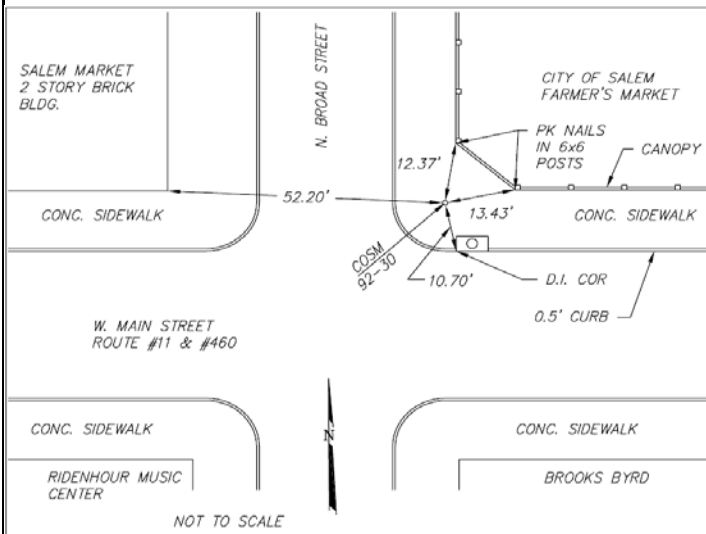 SALEM MARKET
2 STORY BRICK
BLDG.
N. BROAD STREET
CITY OF SALEM
FARMER'S MARKET
PK NAILS
IN 6x6
POSTS
CANOPY
12.37'
52.20'
13.43'
CONC. SIDEWALK
CONC. SIDEWALK
COSM
92-30
10.70'
D.I. COR
0.5' CURB
W. MAIN STREET
ROUTE #11 & #460
N
CONC. SIDEWALK
CONC. SIDEWALK
RIDENHOUR MUSIC
CENTER
BROOKS BYRD
NOT TO SCALE